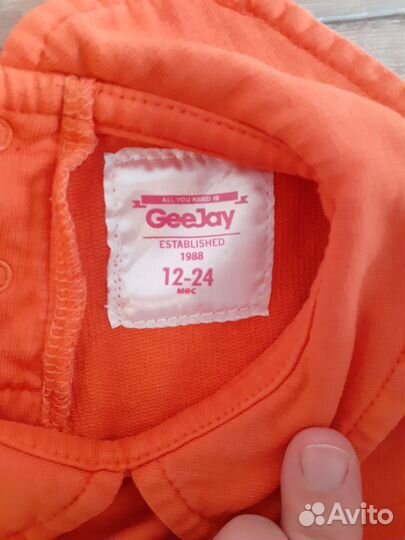 ALL YOU NEED IS
GeeJay
ESTABLISHED
1988
12-24
мес
Avito